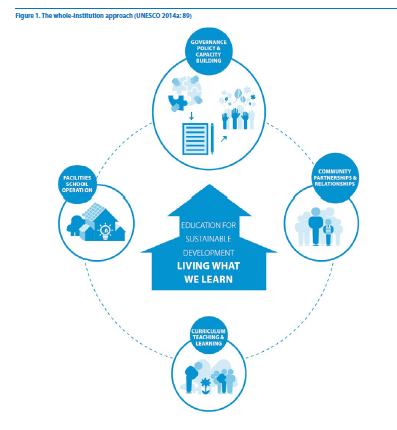 Figure 1. The whole-institution approach (UNESCO 2014a: 89)
GOVERNANCE
POLICY &
CAPACITY
BUILDING
FACILITIES
SCHOOL
OPERATION
COMMUNITY
PARTNERSHIPS &
RELATIONSHIPS
EDUCATION FOR
SUSTAINABLE
DEVELOPMENT
LIVING WHAT
WE LEARN
CURRICULUM
TEACHING &
LEARNING